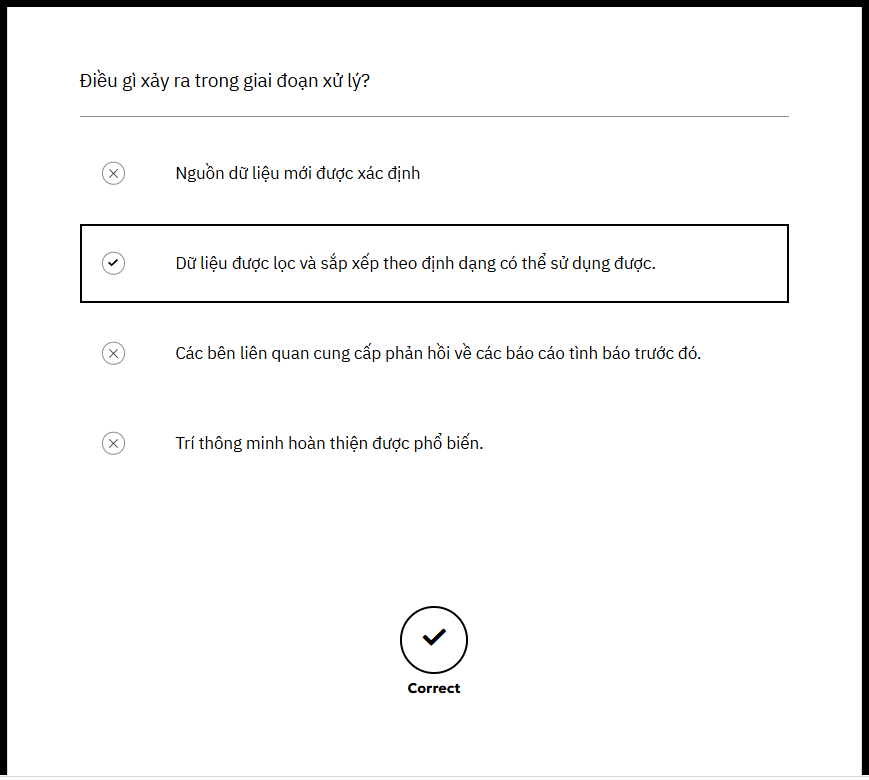 Điều gì xảy ra trong giai đoạn xử lý?
Nguồn dữ liệu mới được xác định
Dữ liệu được lọc và sắp xếp theo định dạng có thể sử dụng được.
Các bên liên quan cung cấp phản hồi về các báo cáo tình báo trước đó.
Trí thông minh hoàn thiện được phổ biến.
Correct